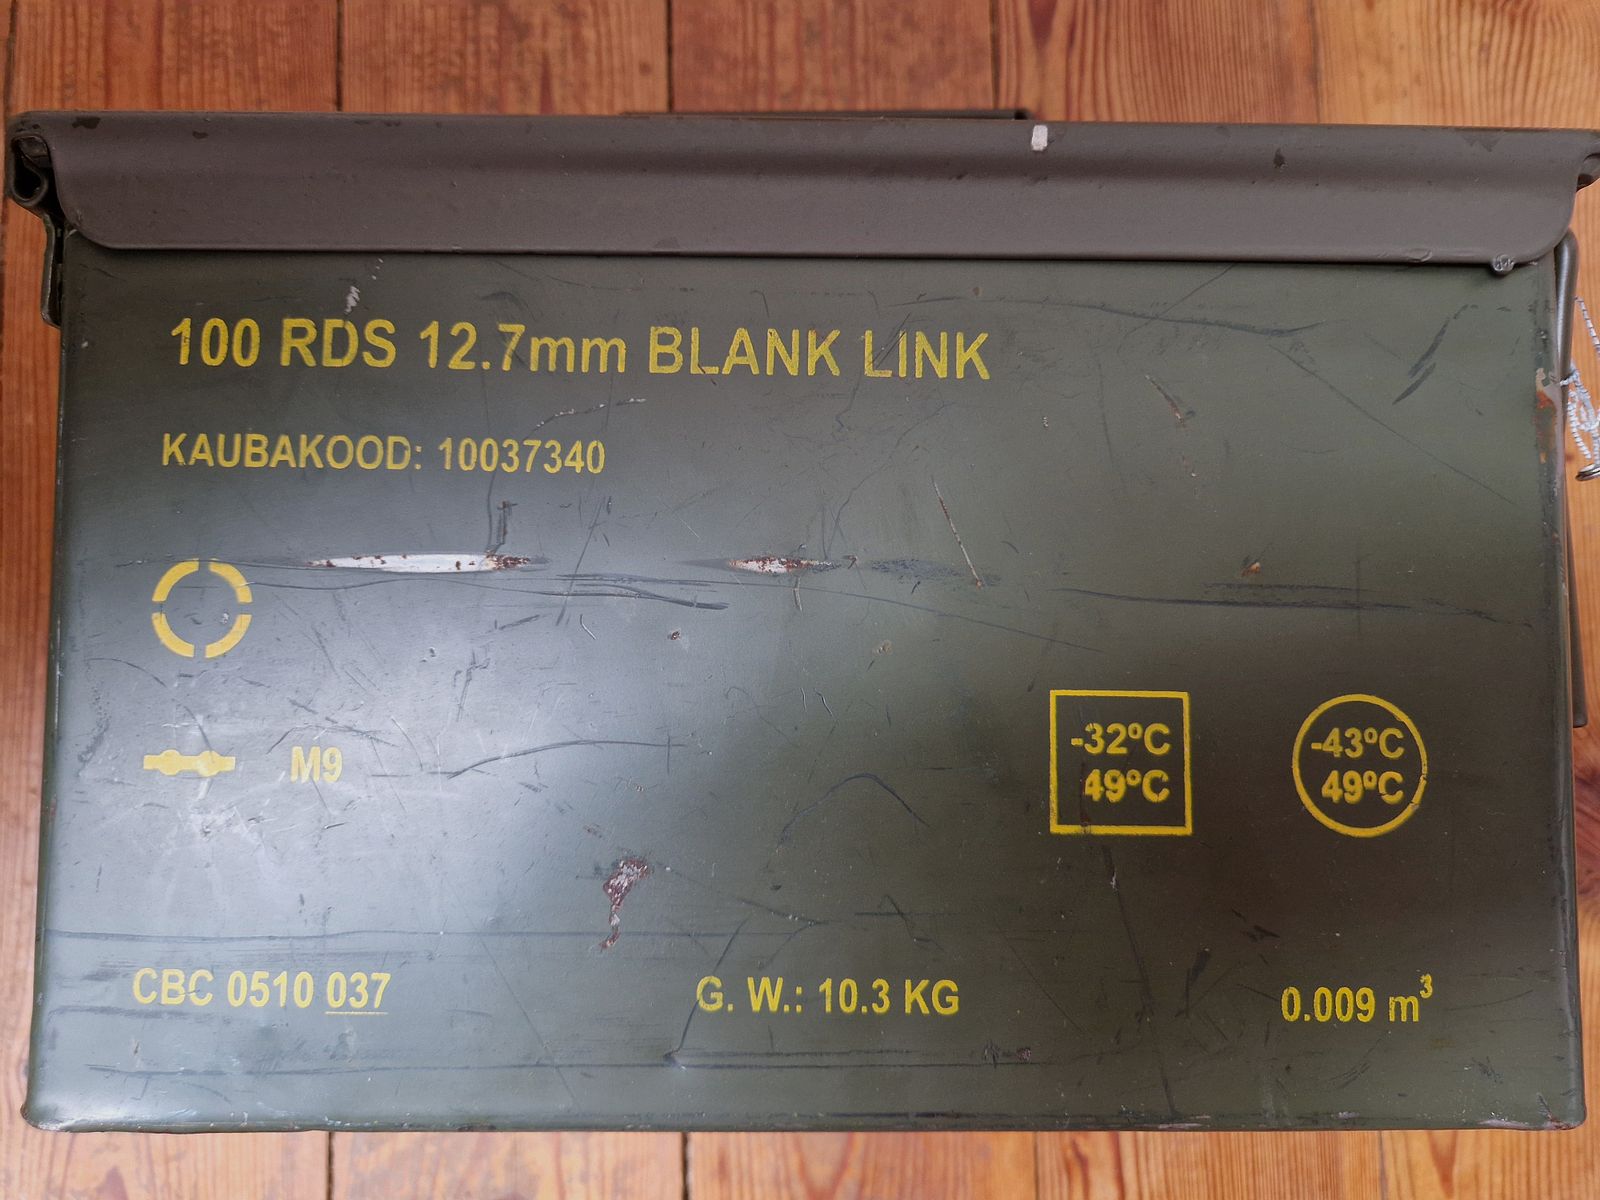 100 RDS 12.7mm BLANK LINK
KAUBAKOOD: 10037340
M9
-32ºC
49ºC
-43ºC
49ºC
CBC 0510 037
G. W.: 10.3 KG
0.009 m³